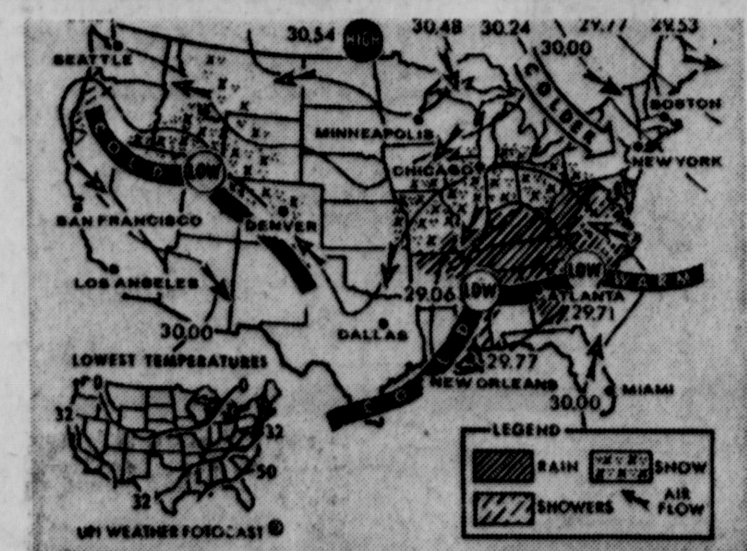 30.54 HIGH 30.48 30.24 29.77 29.53
30.00
SEATTLE
COLDER
BOSTON
MINNEAPOLIS
NEW YORK
CHICAGO
COLD
LOW
SAN FRANCISCO
DENVER
LOS ANGELES
29.06 LOW
LOW
WARM
ATLANTA
29.71
30.00
DALLAS
COLD
29.77
NEW ORLEANS
MIAMI
30.00
LOWEST TEMPERATURES
0 0
32
32
50
32
UPI WEATHER FOTOCAST ®
LEGEND
RAIN SNOW
SHOWERS AIR FLOW